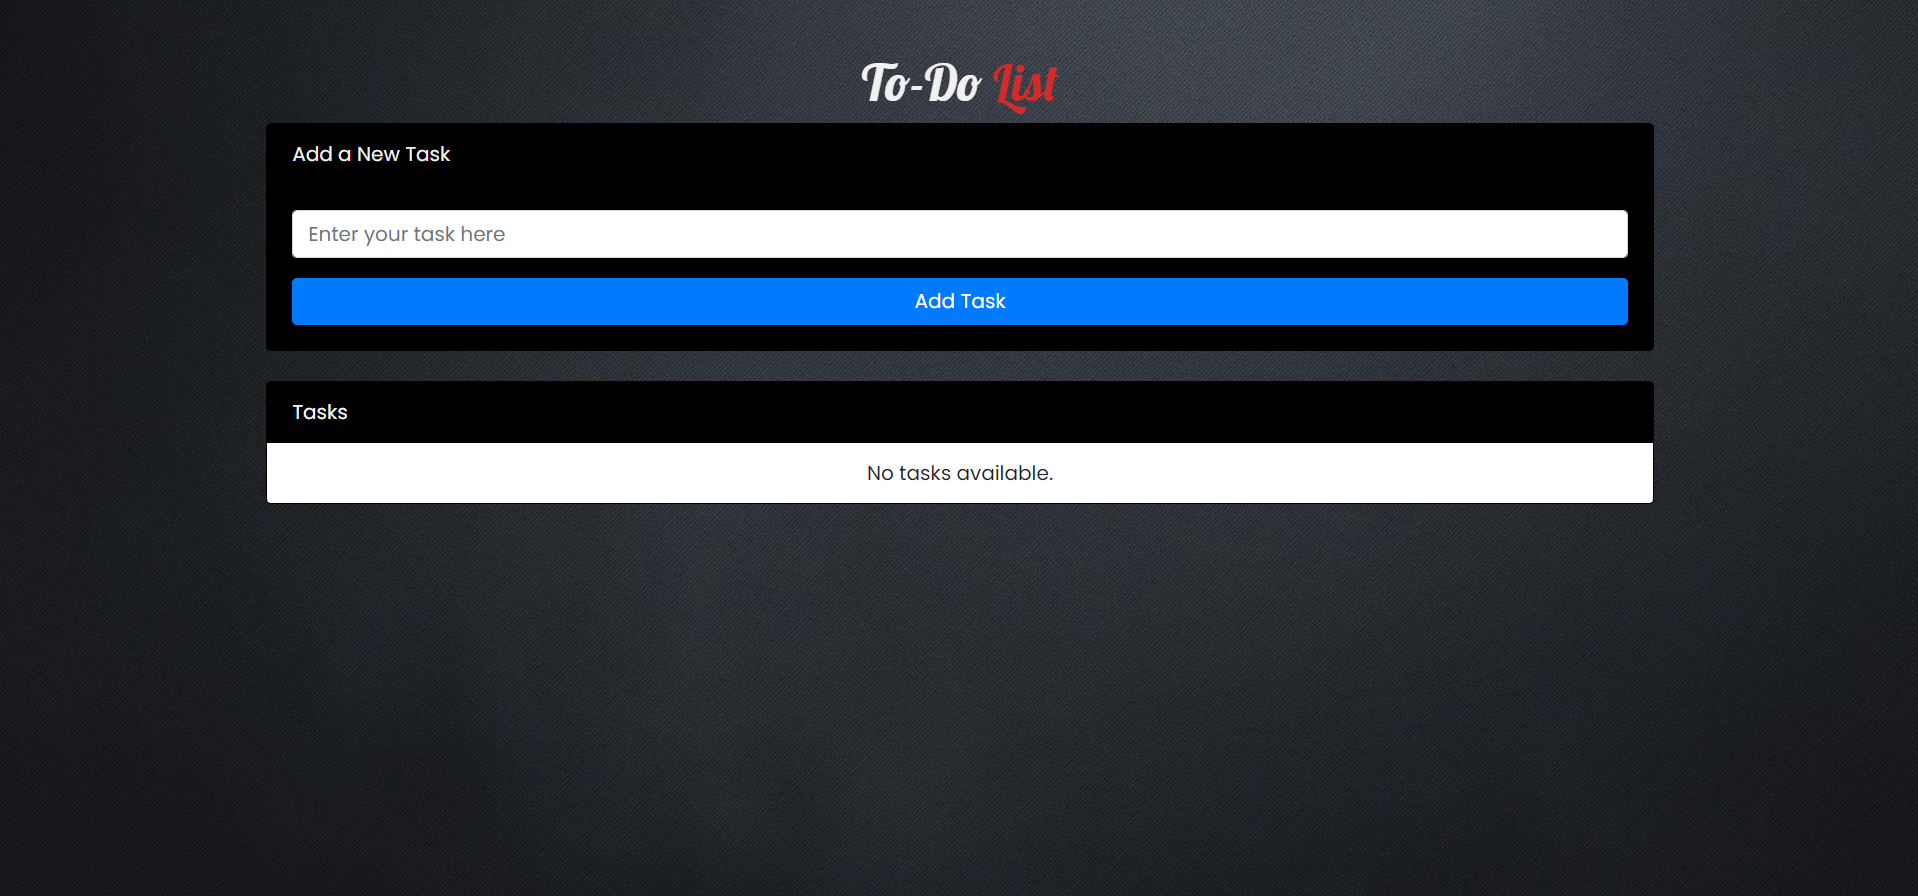 To-Do List
Add a New Task
Enter your task here
Add Task
Tasks
No tasks available.